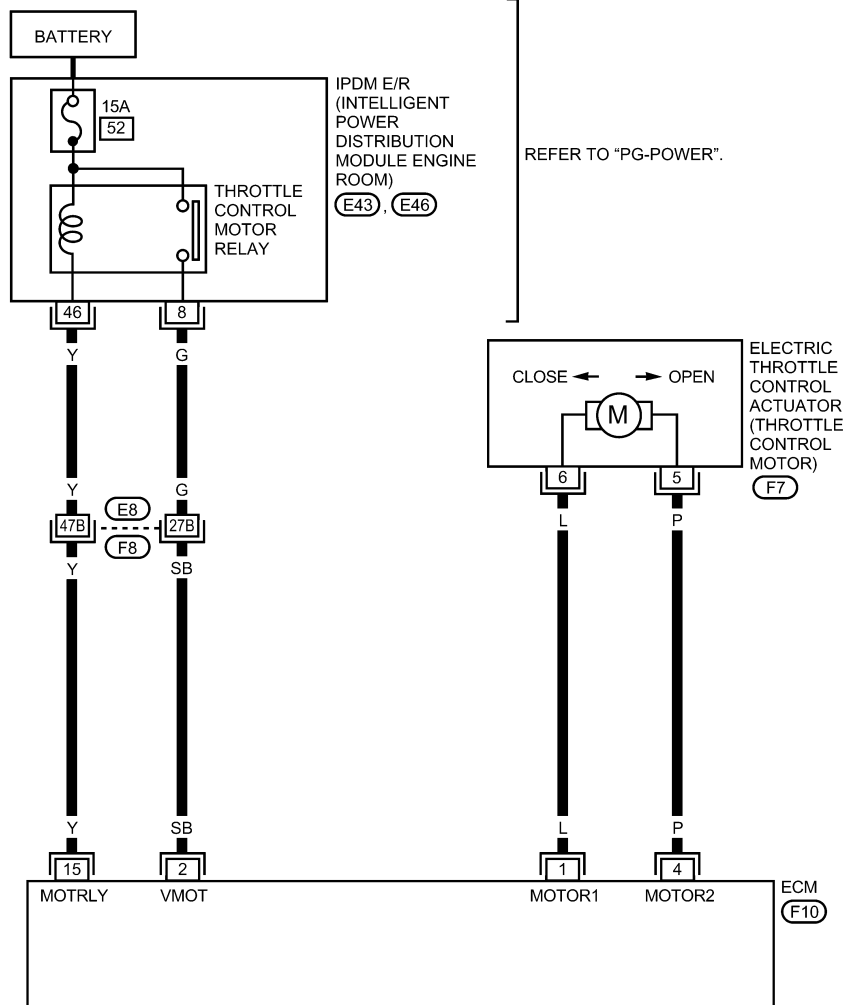 BATTERY
15A
52
IPDM E/R
(INTELLIGENT
POWER
DISTRIBUTION
MODULE ENGINE
ROOM)
E43 , E46
REFER TO “PG-POWER”.
THROTTLE
CONTROL
MOTOR
RELAY
46 8
Y G
CLOSE OPEN
M
ELECTRIC
THROTTLE
CONTROL
ACTUATOR
(THROTTLE
CONTROL
MOTOR)
F7
6 5
L P
Y G
47B E8 27B
F8
Y SB
Y SB L P
15 2 1 4
MOTRLY VMOT MOTOR1 MOTOR2
ECM
F10